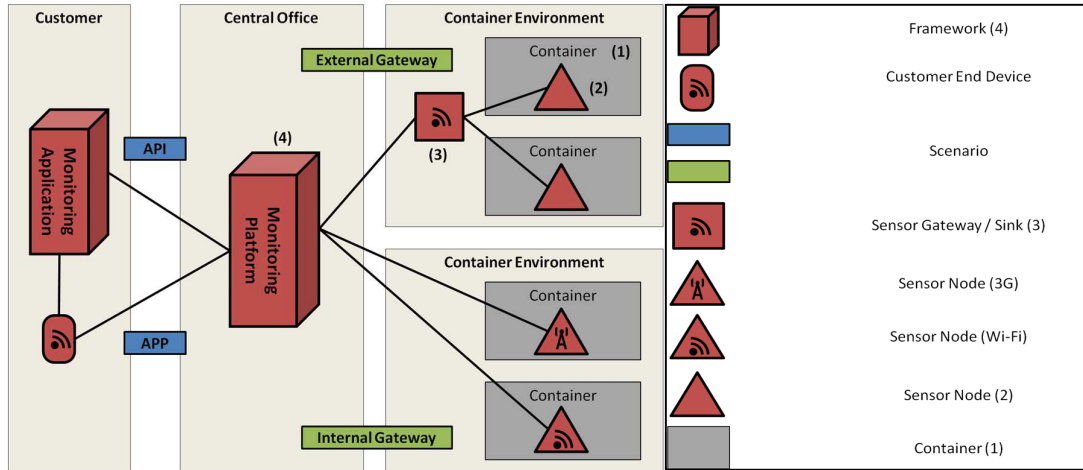 Customer
Central Office
Container Environment
External Gateway
Container
(1)
(2)
(3)
Container
API
(4)
Monitoring
Application
Monitoring
Platform
Container Environment
Container
APP
Container
Internal Gateway
Framework (4)
Customer End Device
Scenario
Sensor Gateway / Sink (3)
Sensor Node (3G)
Sensor Node (Wi-Fi)
Sensor Node (2)
Container (1)